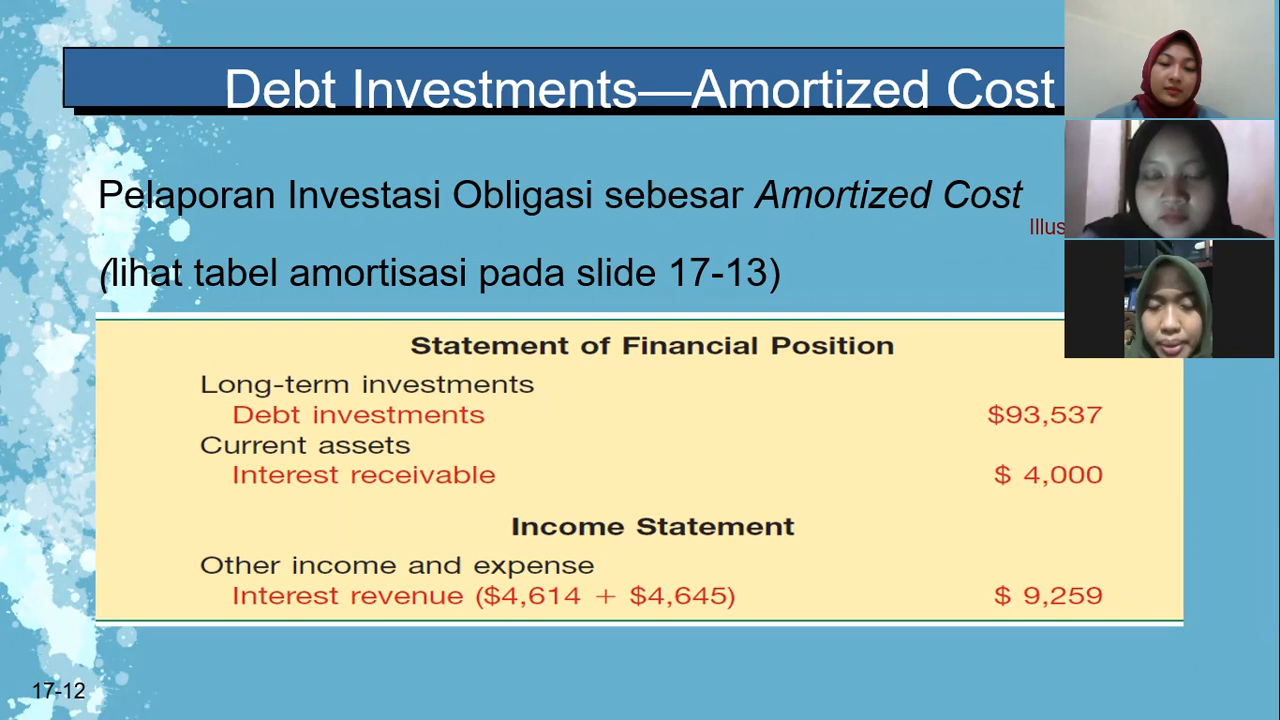 Debt Investments—Amortized Cost
Pelaporan Investasi Obligasi sebesar Amortized Cost
(lihat tabel amortisasi pada slide 17-13)
Statement of Financial Position
Long-term investments
Debt investments $93,537
Current assets
Interest receivable $ 4,000
Income Statement
Other income and expense
Interest revenue ($4,614 + $4,645) $ 9,259
17-12